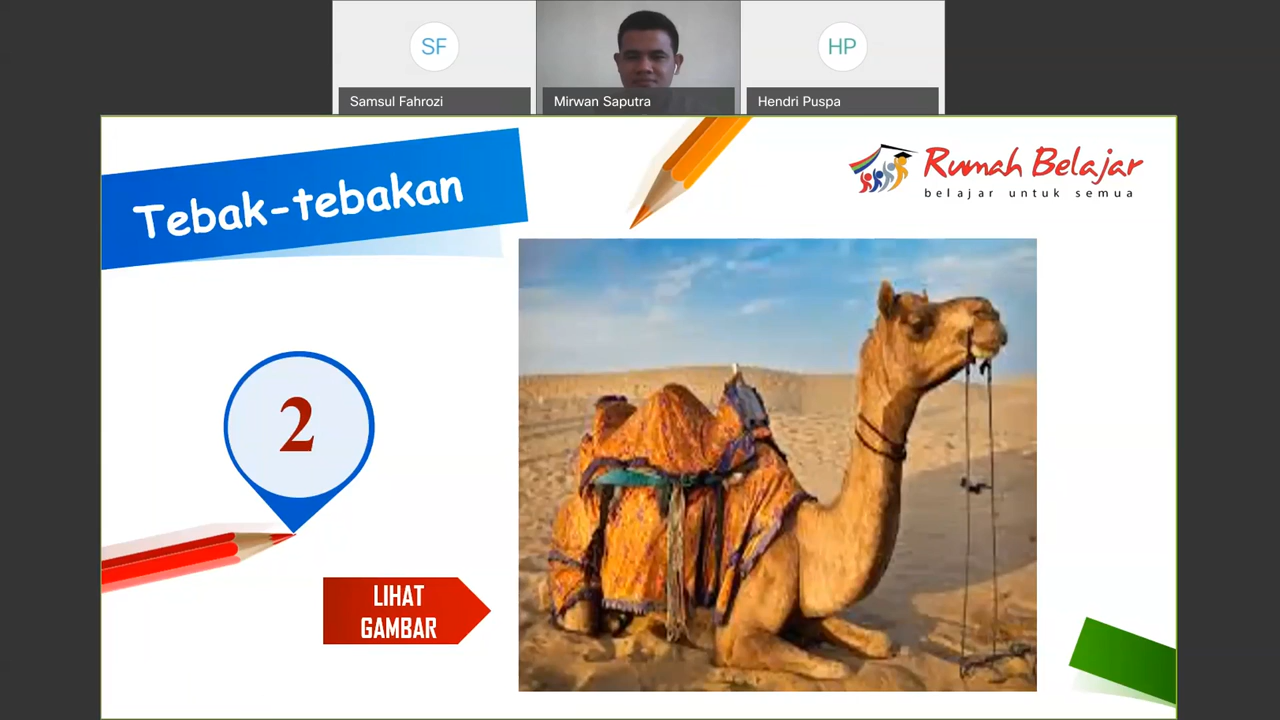 SF
HP
Samsul Fahrozi
Mirwan Saputra
Hendri Puspa
Tebak-tebakan
Rumah Belajar
belajar untuk semua
2
LIHAT
GAMBAR